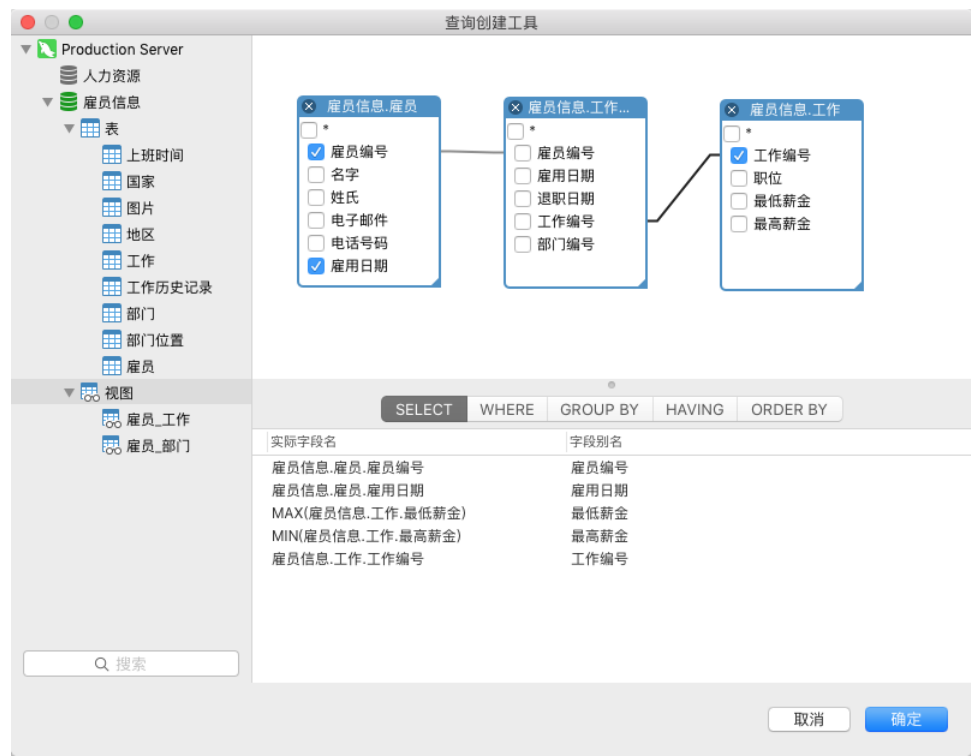 查询创建工具
Production Server
人力资源
雇员信息
表
上班时间
国家
图片
地区
工作
工作历史记录
部门
部门位置
雇员
视图
雇员_工作
雇员_部门
搜索
雇员信息.雇员
*
雇员编号
名字
姓氏
电子邮件
电话号码
雇用日期
雇员信息.工作...
*
雇员编号
雇用日期
退职日期
工作编号
部门编号
雇员信息.工作
*
工作编号
职位
最低薪金
最高薪金
SELECT WHERE GROUP BY HAVING ORDER BY
实际字段名 字段别名
雇员信息.雇员.雇员编号 雇员编号
雇员信息.雇员.雇用日期 雇用日期
MAX(雇员信息.工作.最低薪金) 最低薪金
MIN(雇员信息.工作.最高薪金) 最高薪金
雇员信息.工作.工作编号 工作编号
取消 确定